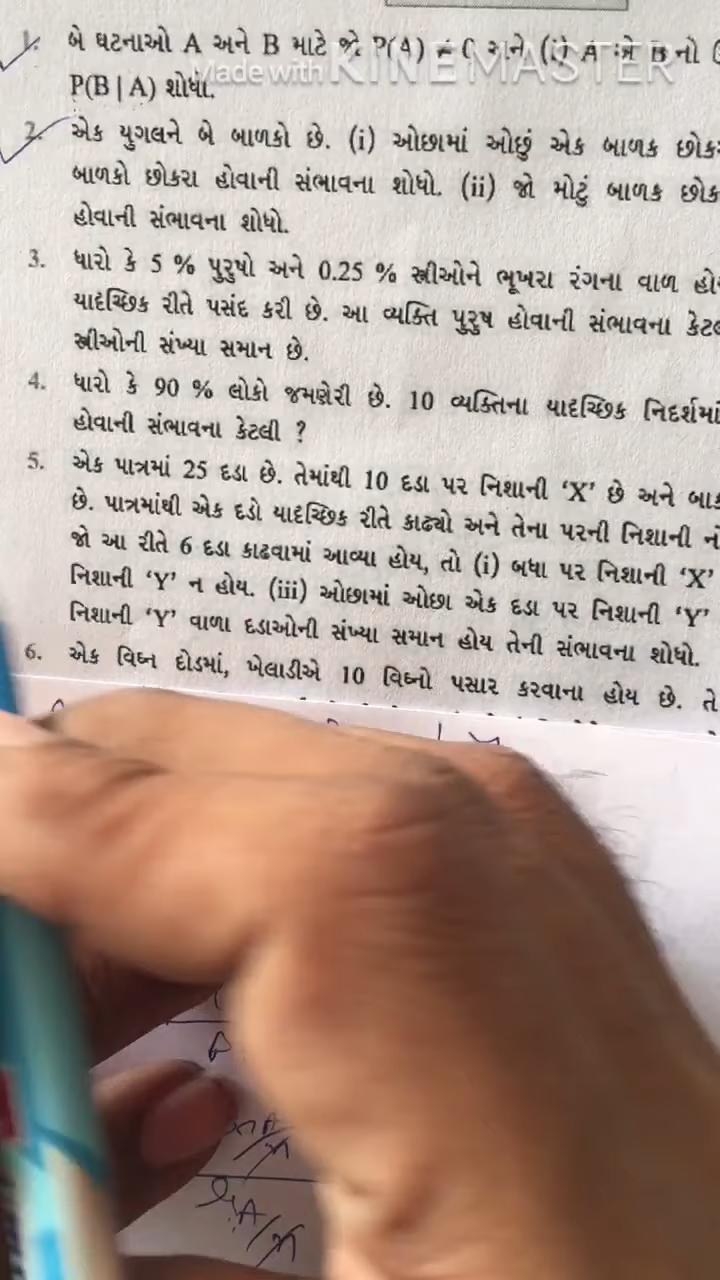 1. બે ઘટનાઓ A અને B માટે જો P(A) ≠ 0 અને (i) A એ B નો
Made with KINEMASTER
P(B | A) શોધો.
2. એક યુગલને બે બાળકો છે. (i) ઓછામાં ઓછું એક બાળક
બાળકો છોકરા હોવાની સંભાવના શોધો. (ii) જો મોટું બાળક
હોવાની સંભાવના શોધો.
3. ધારો કે 5 % પુરુષો અને 0.25 % સ્ત્રીઓને ભૂખરા રંગના વાળ
યાદચ્છિક રીતે પસંદ કરી છે. આ વ્યક્તિ પુરુષ હોવાની સંભાવના
સ્ત્રીઓની સંખ્યા સમાન છે.
4. ધારો કે 90 % લોકો જમણેરી છે. 10 વ્યક્તિના યાદચ્છિક નિદર્શમાં
હોવાની સંભાવના કેટલી ?
5. એક પાત્રમાં 25 દડા છે. તેમાંથી 10 દડા પર નિશાની ‘X’ છે અને
છે. પાત્રમાંથી એક દડો યાદચ્છિક રીતે કાઢ્યો અને તેના પરની નિશાની
જો આ રીતે 6 દડા કાઢવામાં આવ્યા હોય, તો (i) બધા પર નિશાની ‘X’
નિશાની ‘Y’ ન હોય. (iii) ઓછામાં ઓછા એક દડા પર નિશાની ‘Y’
નિશાની ‘Y’ વાળા દડાઓની સંખ્યા સમાન હોય તેની સંભાવના શોધો.
6. એક વિઘ્ન દોડમાં, ખેલાડીએ 10 વિઘ્નો પસાર કરવાના હોય છે. તે